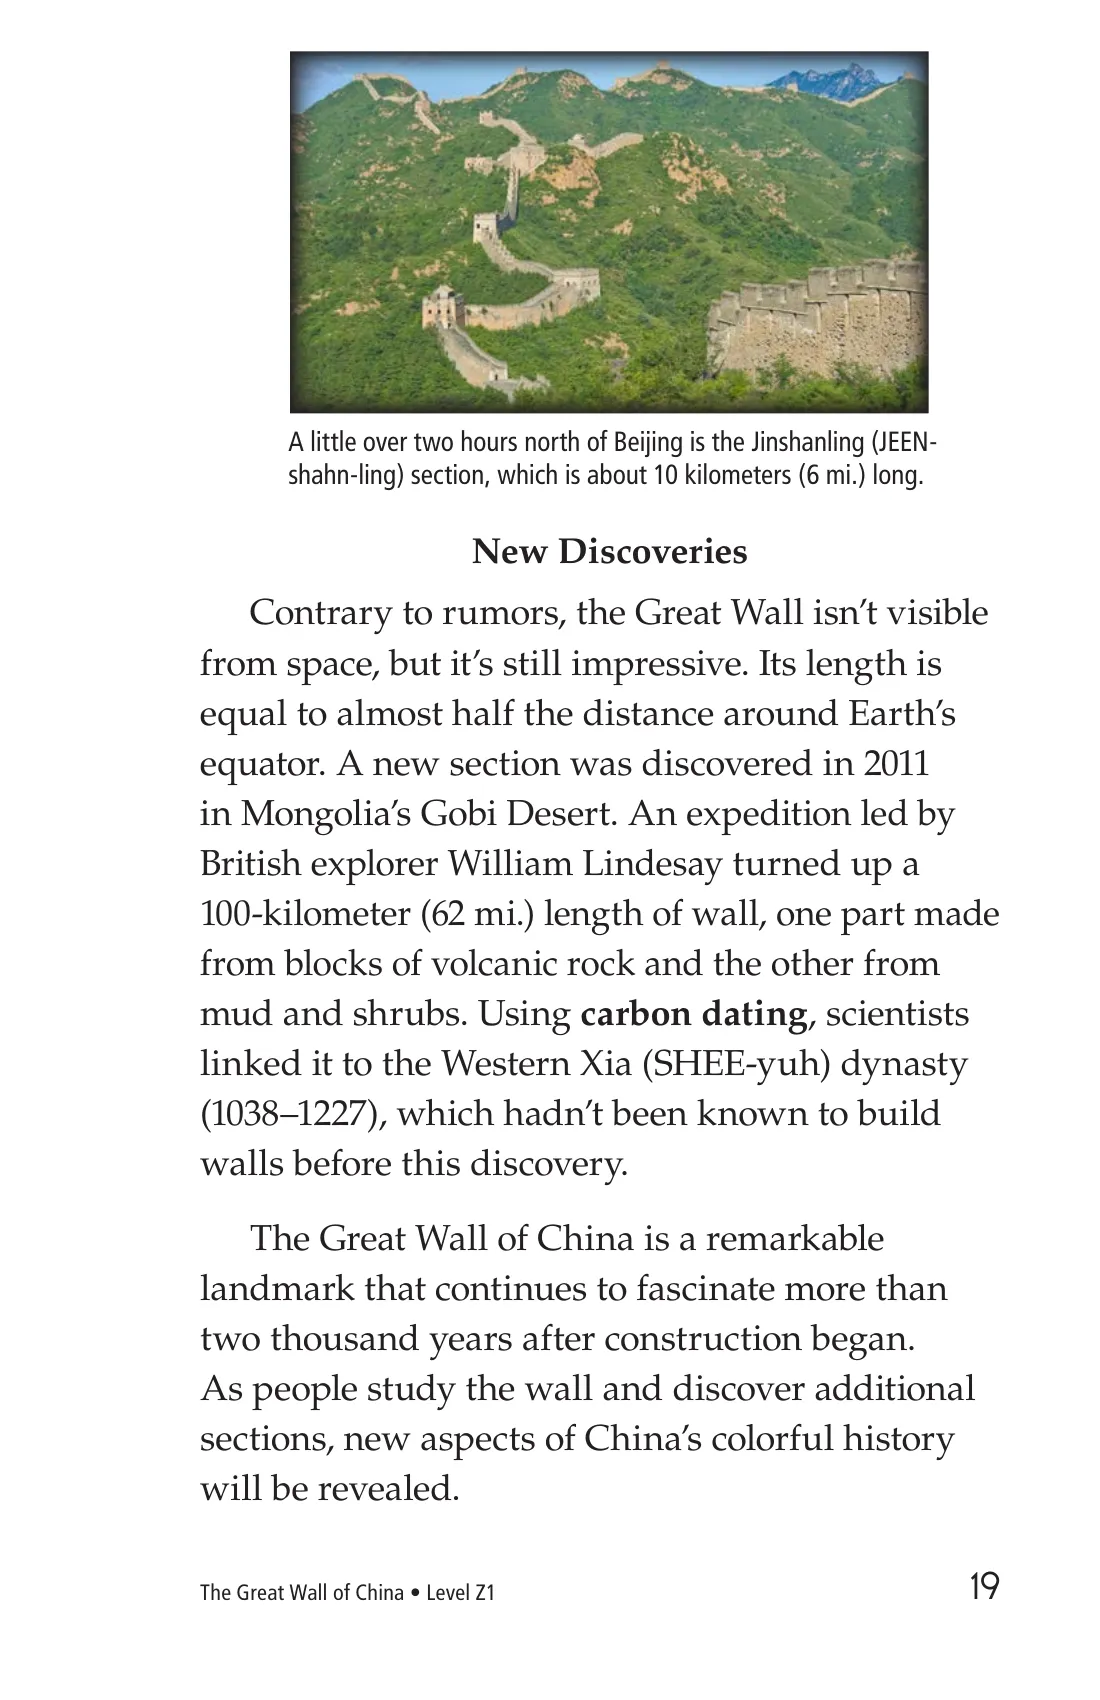 A little over two hours north of Beijing is the Jinshanling (JEEN-
shahn-ling) section, which is about 10 kilometers (6 mi.) long.
New Discoveries
Contrary to rumors, the Great Wall isn’t visible
from space, but it’s still impressive. Its length is
equal to almost half the distance around Earth’s
equator. A new section was discovered in 2011
in Mongolia’s Gobi Desert. An expedition led by
British explorer William Lindesay turned up a
100-kilometer (62 mi.) length of wall, one part made
from blocks of volcanic rock and the other from
mud and shrubs. Using carbon dating, scientists
linked it to the Western Xia (SHEE-yuh) dynasty
(1038–1227), which hadn’t been known to build
walls before this discovery.
The Great Wall of China is a remarkable
landmark that continues to fascinate more than
two thousand years after construction began.
As people study the wall and discover additional
sections, new aspects of China’s colorful history
will be revealed.
The Great Wall of China • Level Z1
19